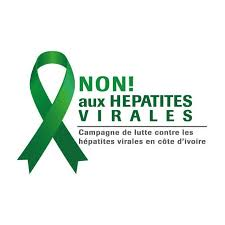 NON!
aux HEPATITES
VIRALES
Campagne de lutte contre les
hépatites virales en côte d'ivoire